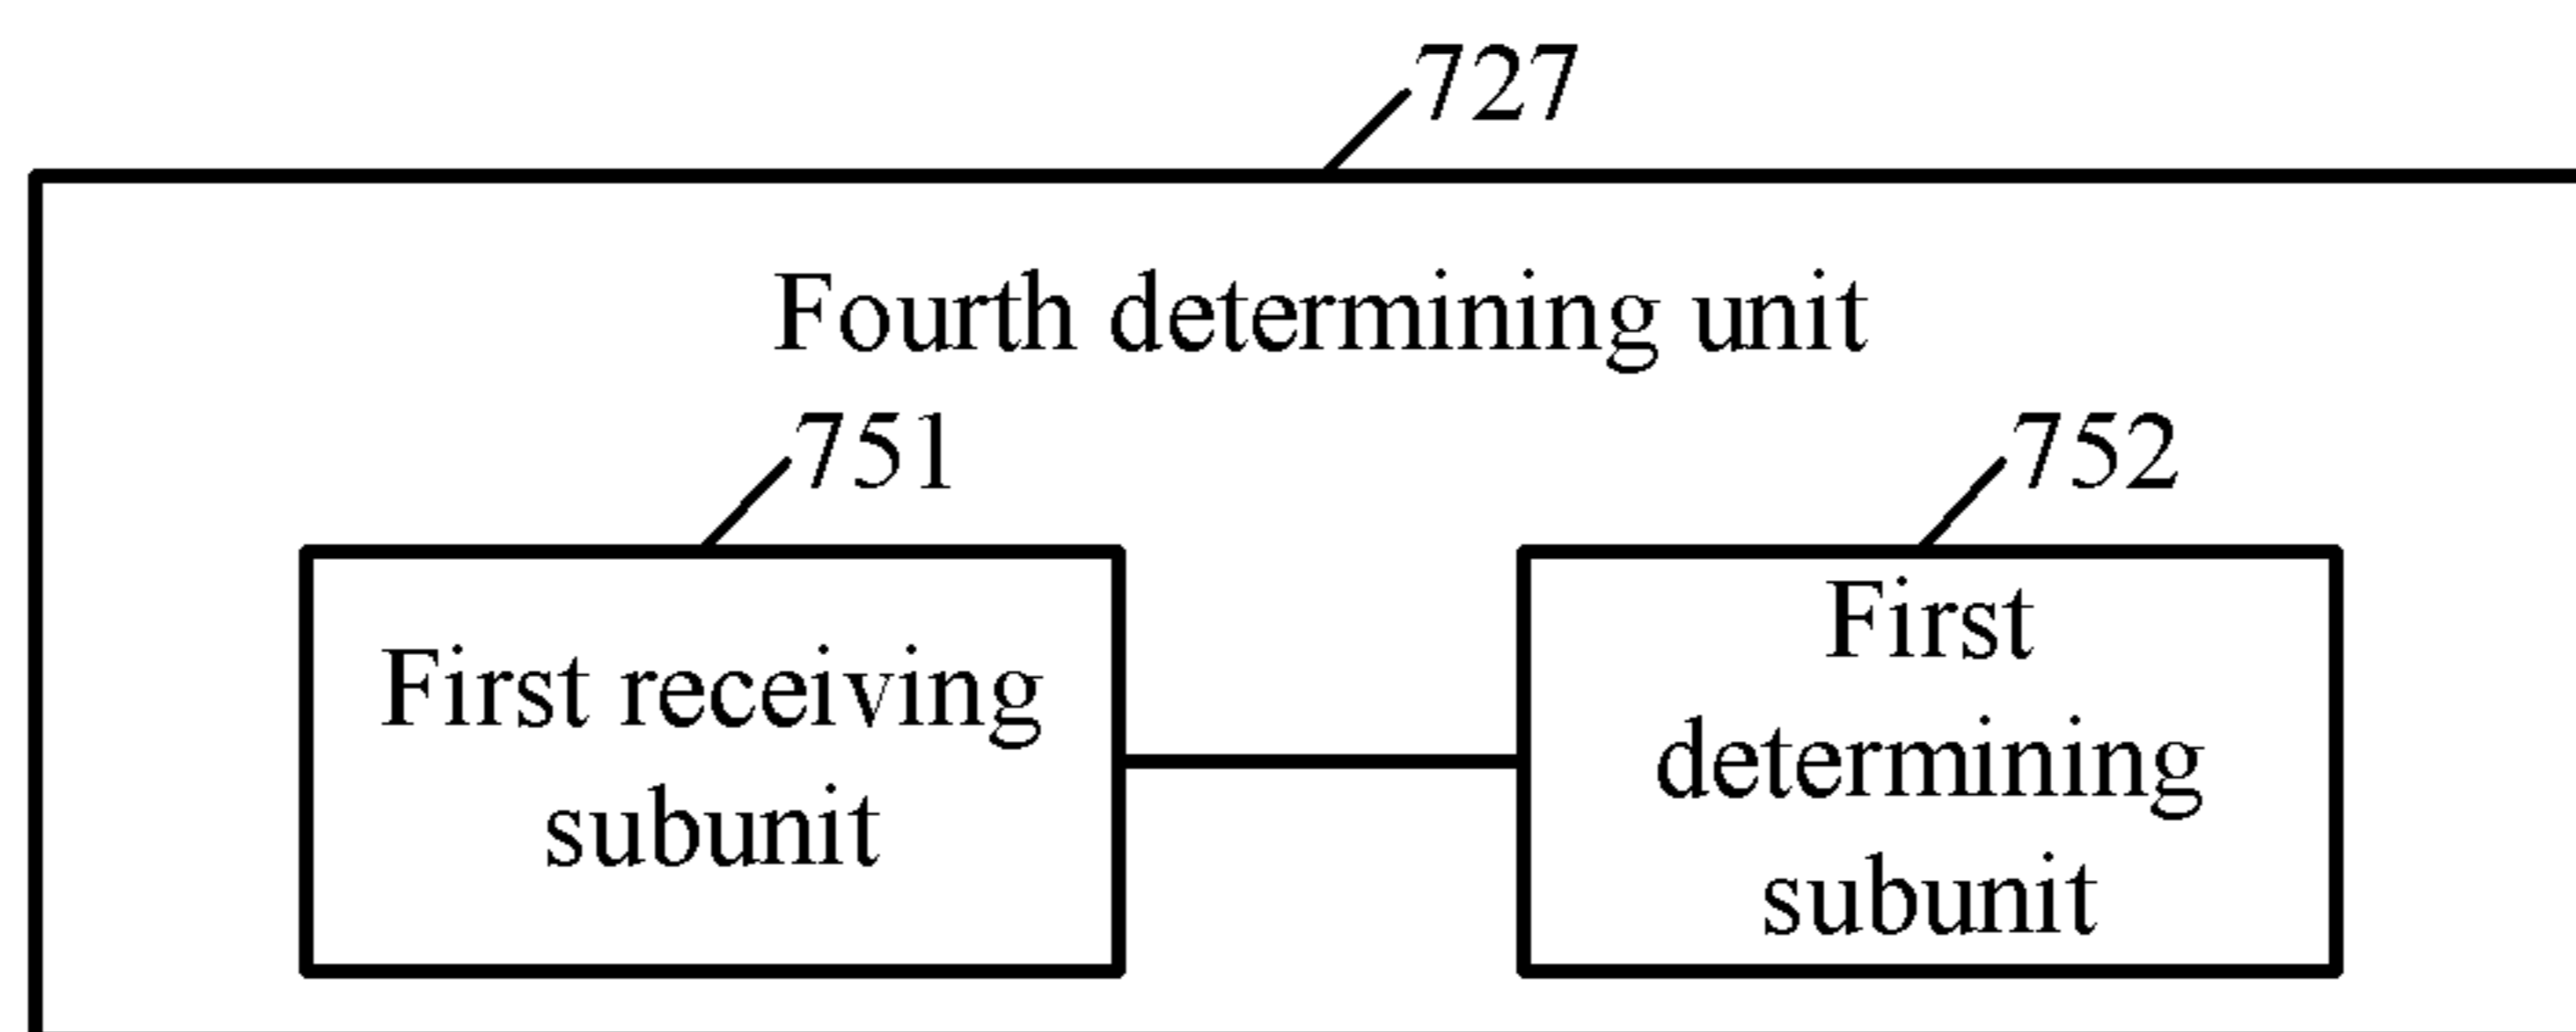 727
Fourth determining unit
751
752
First receiving
subunit
First
determining
subunit